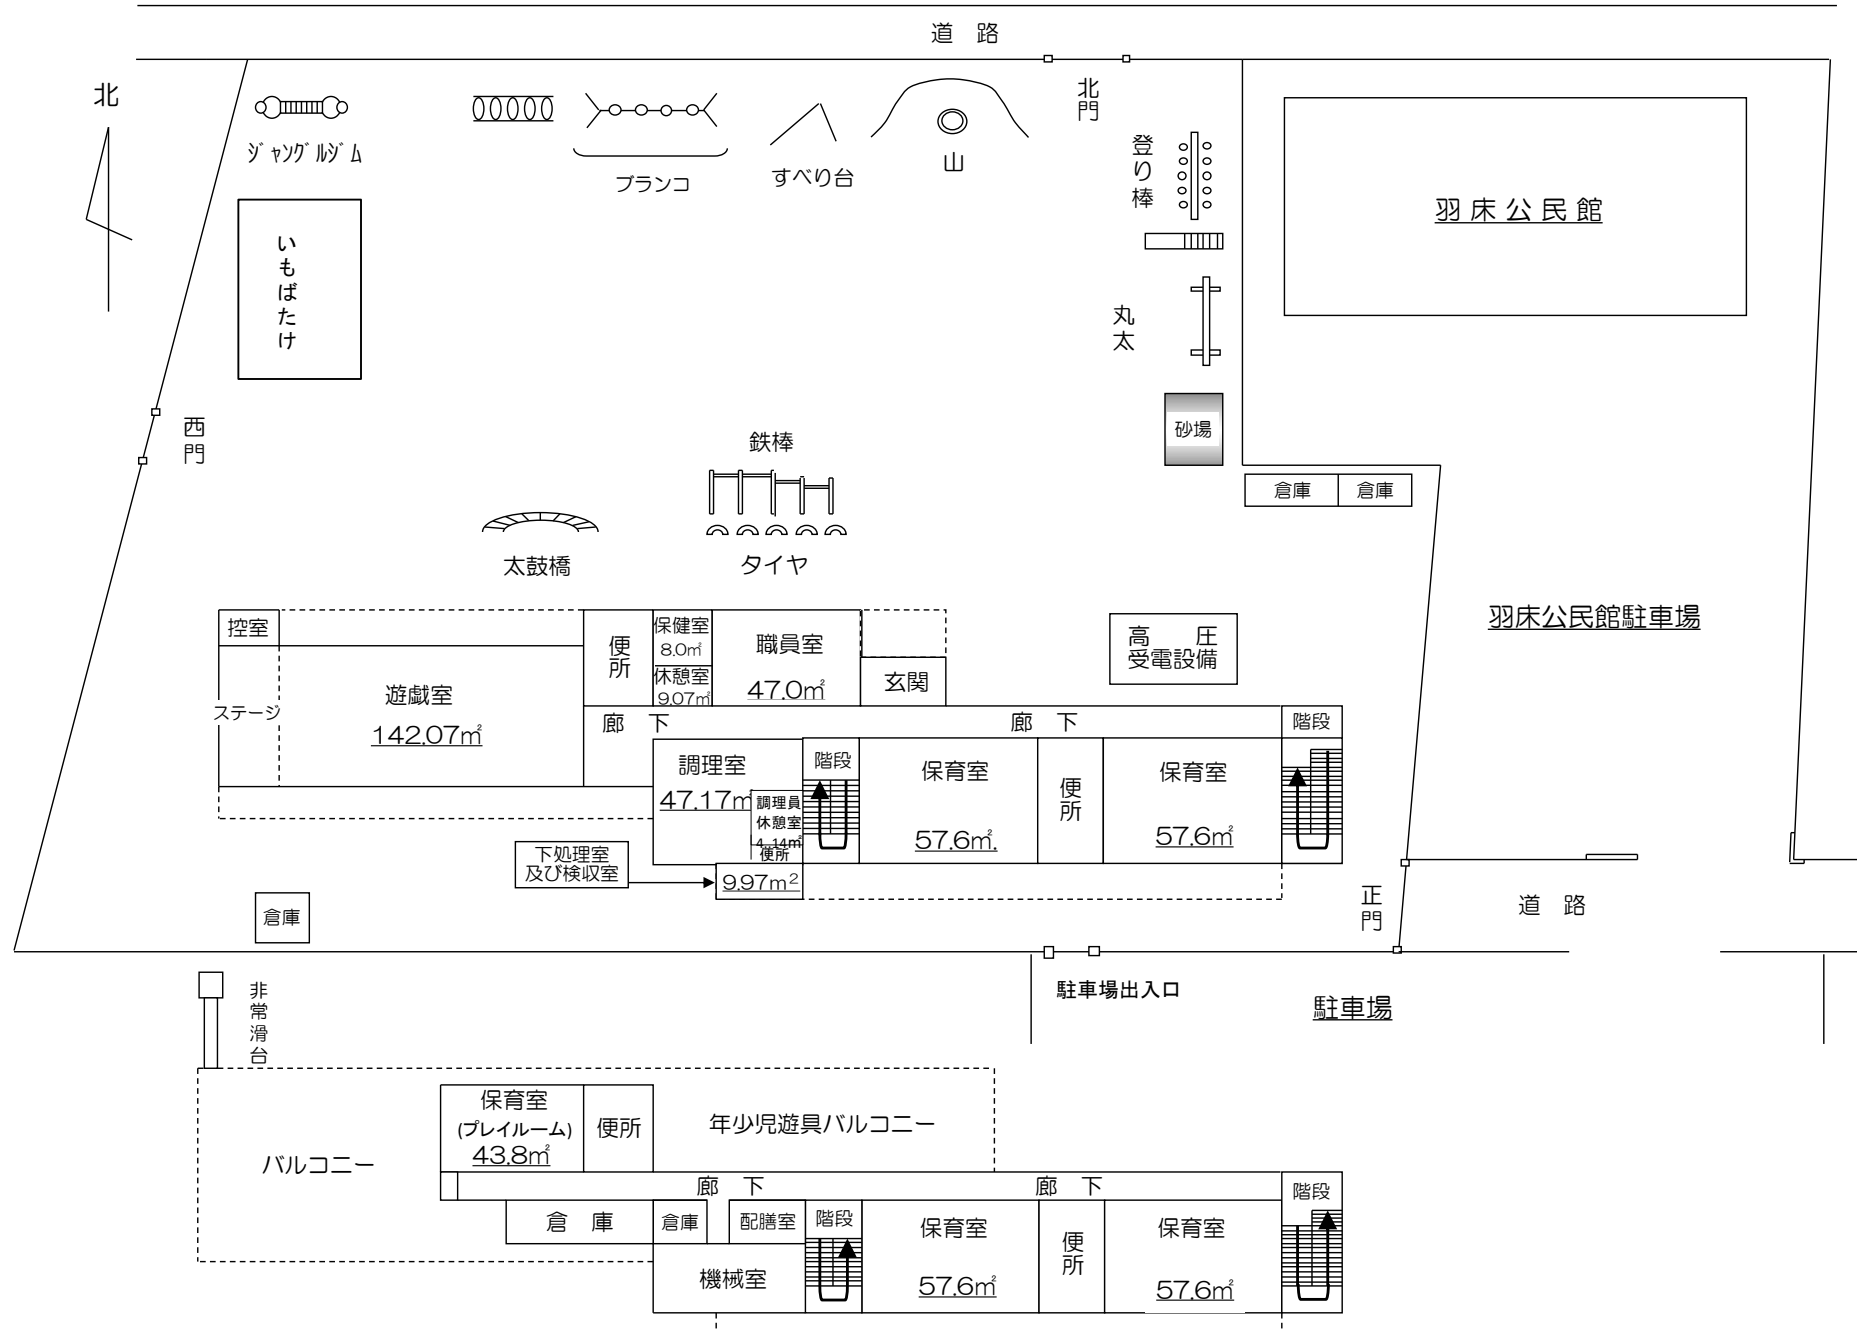 道 路
北
北門
ジャングルジム
ブランコ
すべり台
山
登り棒
羽床公民館
いもばたけ
丸太
西門
砂場
鉄棒
倉庫
倉庫
太鼓橋
タイヤ
羽床公民館駐車場
控室
便所
保健室
8.0㎡
休憩室
9.07㎡
職員室
47.0㎡
玄関
高 圧
受電設備
遊戯室
142.07㎡
ステージ
廊 下
廊 下
階段
調理室
47.17㎡
調理員
休憩室
4.14㎡
便所
階段
保育室
57.6㎡.
便所
保育室
57.6㎡
下処理室
及び検収室
9.97m²
倉庫
正門
道 路
非常滑台
駐車場出入口
駐車場
保育室
(プレイルーム)
43.8㎡
便所
年少児遊具バルコニー
バルコニー
廊 下
廊 下
階段
倉 庫
倉庫
配膳室
階段
保育室
57.6㎡
便所
保育室
57.6㎡
機械室